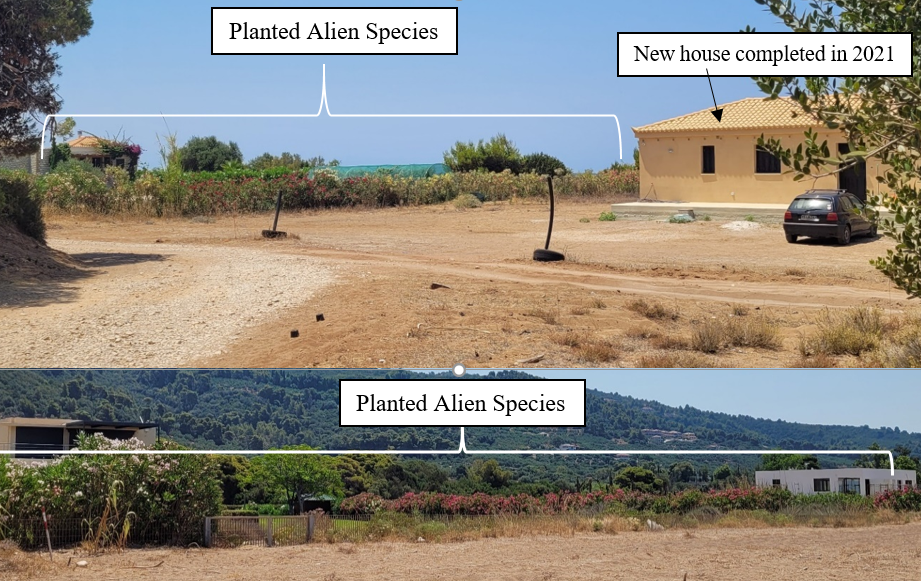 Planted Alien Species
New house completed in 2021
Planted Alien Species